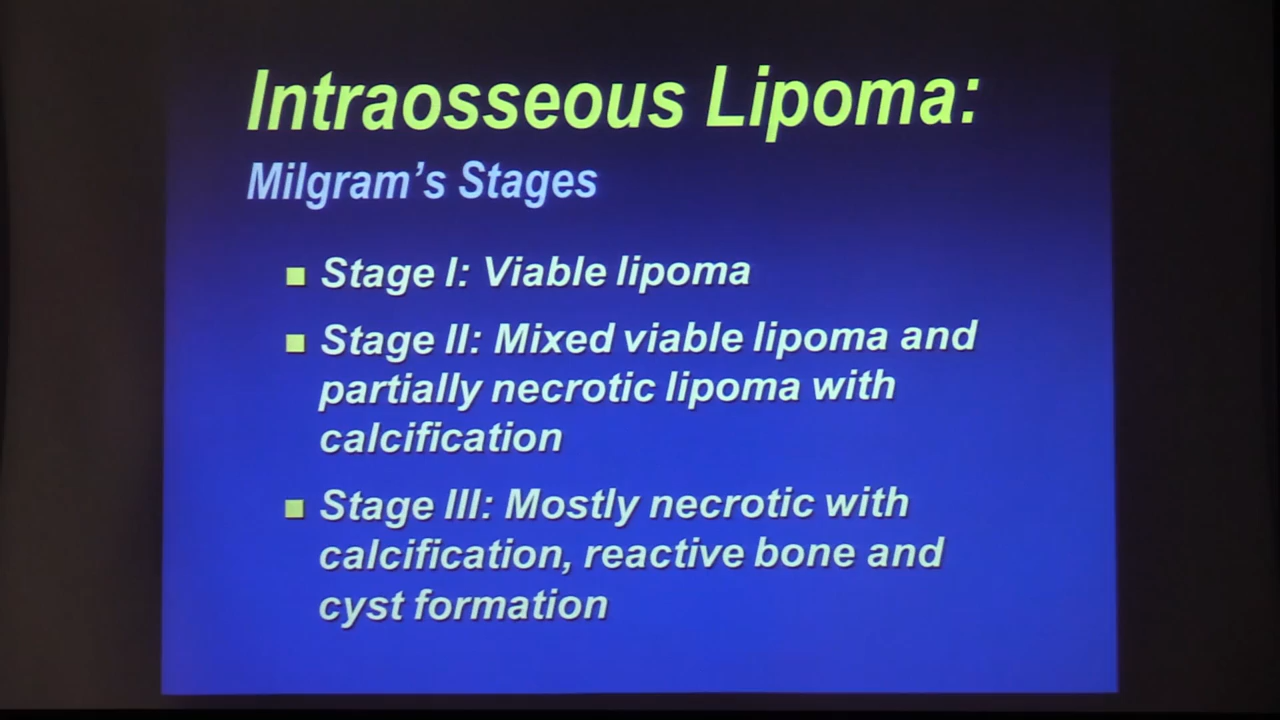 Intraosseous Lipoma:
Milgram's Stages
Stage I: Viable lipoma
Stage II: Mixed viable lipoma and
partially necrotic lipoma with
calcification
Stage III: Mostly necrotic with
calcification, reactive bone and
cyst formation